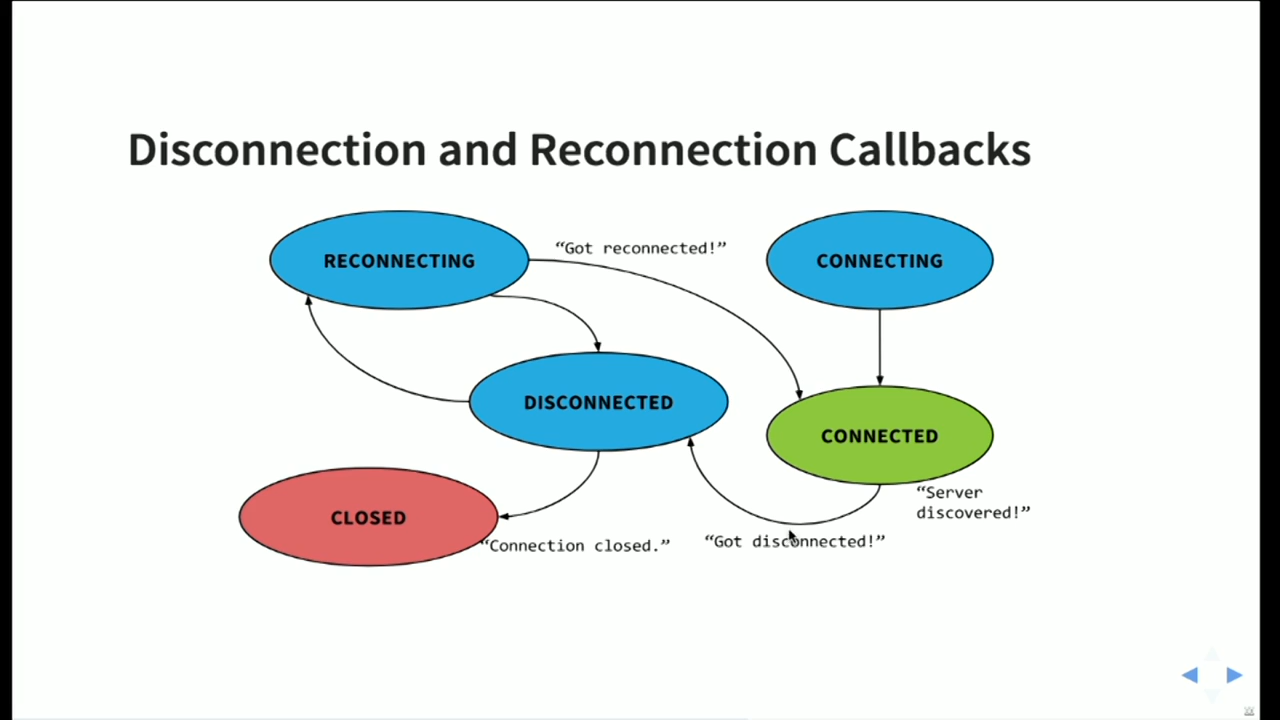 Disconnection and Reconnection Callbacks
RECONNECTING
“Got reconnected!”
CONNECTING
DISCONNECTED
CONNECTED
“Server
discovered!”
CLOSED
“Connection closed.”
“Got disconnected!”